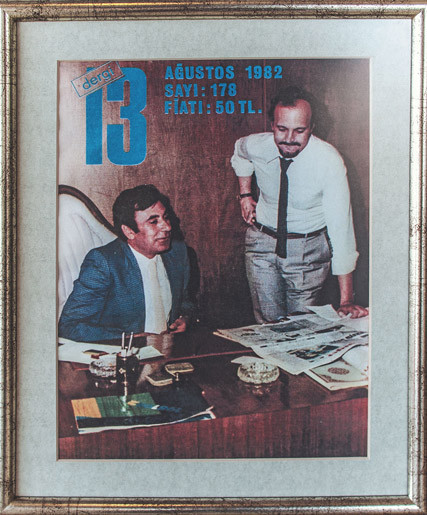 dergi
13
AĞUSTOS 1982
SAYI : 178
FİATI : 50 TL.